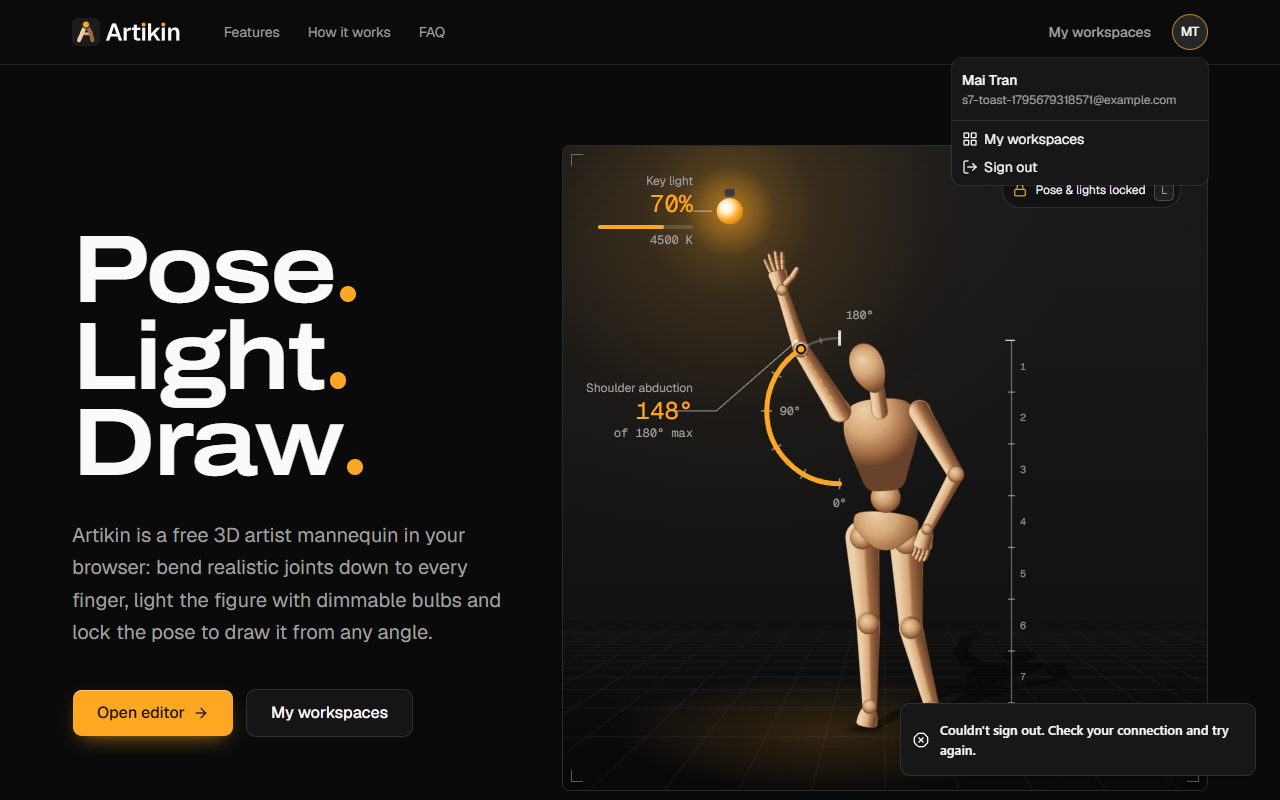 Artikin
Features
How it works
FAQ
My workspaces
MT
Mai Tran
s7-toast-1795679318571@example.com
My workspaces
Sign out
Pose & lights locked
L
Key light
70%
4500 K
Pose.
Light.
Draw.
180°
Shoulder abduction
148°
of 180° max
90°
0°
1
2
3
4
5
6
7
Artikin is a free 3D artist mannequin in your
browser: bend realistic joints down to every
finger, light the figure with dimmable bulbs and
lock the pose to draw it from any angle.
Open editor
My workspaces
Couldn't sign out. Check your connection and try
again.